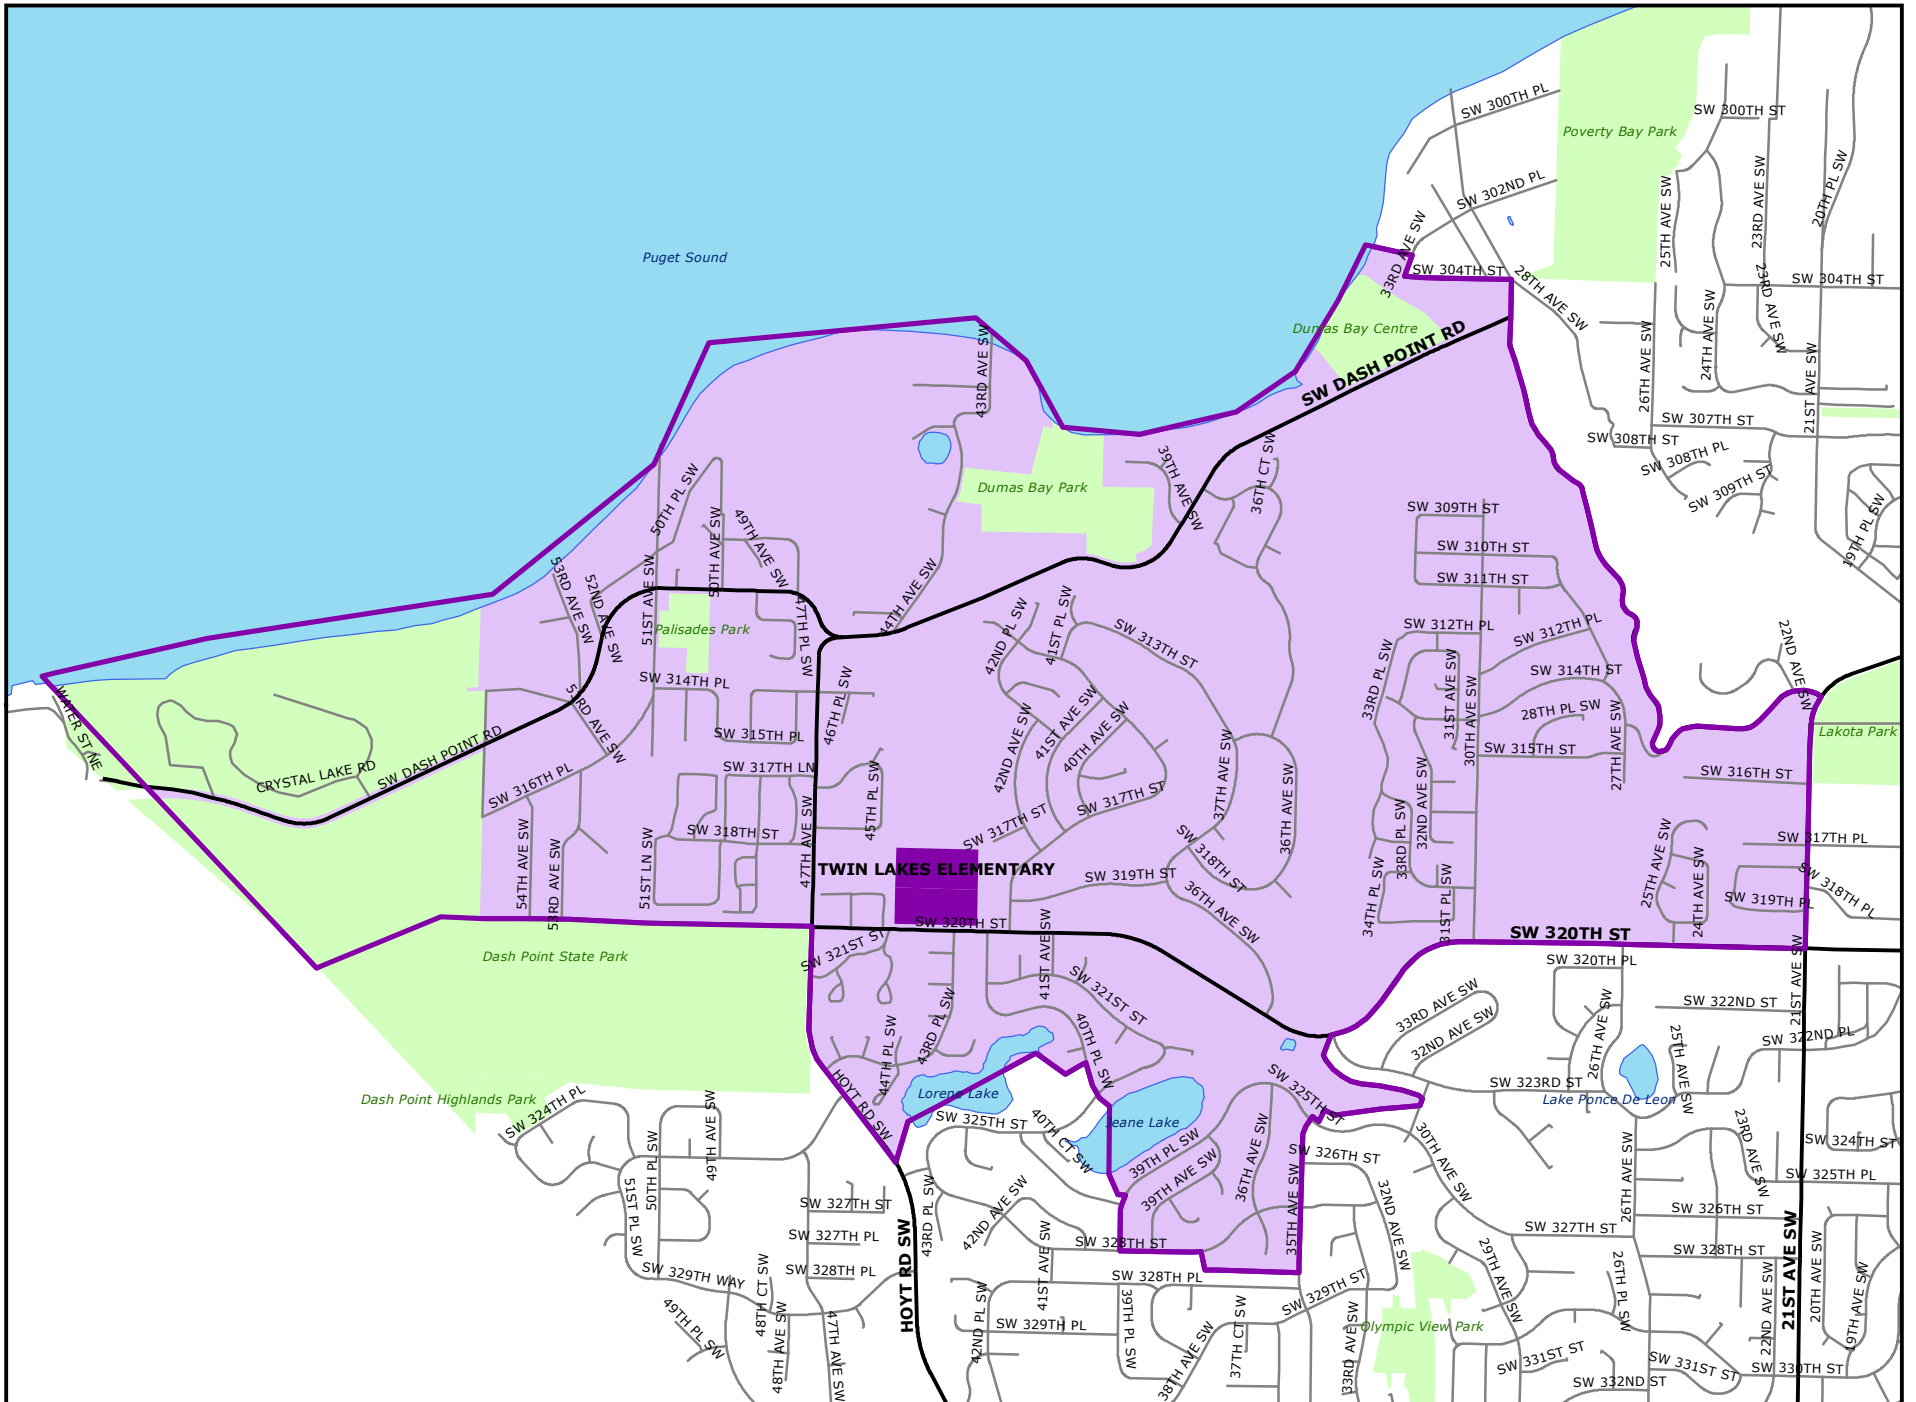 SW 300TH PL
SW 300TH ST
Poverty Bay Park
23RD AVE SW
20TH PL SW
25TH AVE SW
SW 302ND PL
33RD AVE SW
Puget Sound
SW 304TH ST
28TH AVE SW
23RD AVE SW
SW 304TH ST
24TH AVE SW
Dumas Bay Centre
SW DASH POINT RD
43RD AVE SW
26TH AVE SW
21ST AVE SW
SW 307TH ST
SW 308TH ST
SW 308TH PL
SW 309TH ST
39TH AVE SW
36TH CT SW
Dumas Bay Park
50TH PL SW
50TH AVE SW
49TH AVE SW
SW 309TH ST
SW 310TH ST
SW 311TH ST
19TH PL SW
53RD AVE SW
52ND AVE SW
51ST AVE SW
Palisades Park
47TH PL SW
44TH AVE SW
42ND PL SW
41ST PL SW
SW 313TH ST
SW 312TH PL
SW 312TH PL
22ND AVE SW
WATER ST NE
53RD AVE SW
SW 314TH PL
46TH PL SW
33RD PL SW
31ST AVE SW
30TH AVE SW
SW 314TH ST
28TH PL SW
27TH AVE SW
Lakota Park
SW 315TH PL
42ND AVE SW
41ST AVE SW
40TH AVE SW
37TH AVE SW
36TH AVE SW
SW 315TH ST
SW 316TH ST
CRYSTAL LAKE RD
SW DASH POINT RD
SW 316TH PL
SW 317TH LN
45TH PL SW
SW 317TH ST
SW 317TH ST
32ND AVE SW
33RD PL SW
SW 317TH PL
SW 318TH ST
47TH AVE SW
SW 318TH ST
25TH AVE SW
24TH AVE SW
SW 318TH PL
54TH AVE SW
53RD AVE SW
51ST LN SW
TWIN LAKES ELEMENTARY
SW 319TH ST
36TH AVE SW
34TH PL SW
31ST PL SW
SW 319TH PL
SW 320TH ST
SW 320TH ST
SW 321ST ST
41ST AVE SW
SW 321ST ST
21ST AVE SW
Dash Point State Park
SW 320TH PL
33RD AVE SW
32ND AVE SW
26TH AVE SW
SW 322ND ST
SW 322ND PL
43RD PL SW
44TH PL SW
40TH PL SW
25TH AVE SW
HOYT RD SW
Lorene Lake
SW 325TH ST
SW 323RD ST
Lake Ponce De Leon
Dash Point Highlands Park
SW 324TH PL
49TH AVE SW
50TH PL SW
51ST PL SW
SW 325TH ST
40TH CT SW
Jeane Lake
39TH PL SW
39TH AVE SW
36TH AVE SW
35TH AVE SW
SW 326TH ST
30TH AVE SW
32ND AVE SW
26TH AVE SW
23RD AVE SW
SW 324TH ST
SW 325TH PL
SW 326TH ST
SW 327TH ST
SW 327TH ST
SW 327TH PL
43RD PL SW
42ND AVE SW
41ST AVE SW
SW 328TH ST
SW 328TH ST
HOYT RD SW
SW 328TH PL
SW 329TH WAY
48TH CT SW
SW 328TH PL
SW 329TH ST
29TH AVE SW
26TH PL SW
22ND AVE SW
21ST AVE SW
20TH AVE SW
19TH AVE SW
49TH PL SW
48TH AVE SW
47TH AVE SW
42ND PL SW
SW 329TH PL
39TH PL SW
38TH AVE SW
37TH CT SW
33RD AVE SW
Olympic View Park
SW 331ST ST
SW 331ST ST
SW 330TH ST
SW 332ND ST